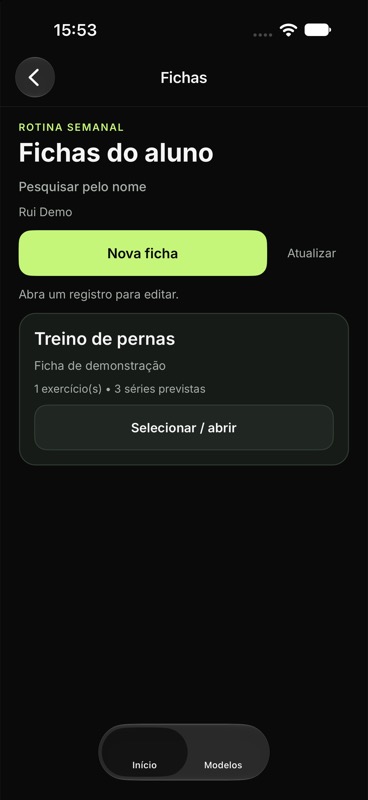 15:53
Fichas
ROTINA SEMANAL
Fichas do aluno
Pesquisar pelo nome
Rui Demo
Nova ficha
Atualizar
Abra um registro para editar.
Treino de pernas
Ficha de demonstração
1 exercício(s) • 3 séries previstas
Selecionar / abrir
Início
Modelos